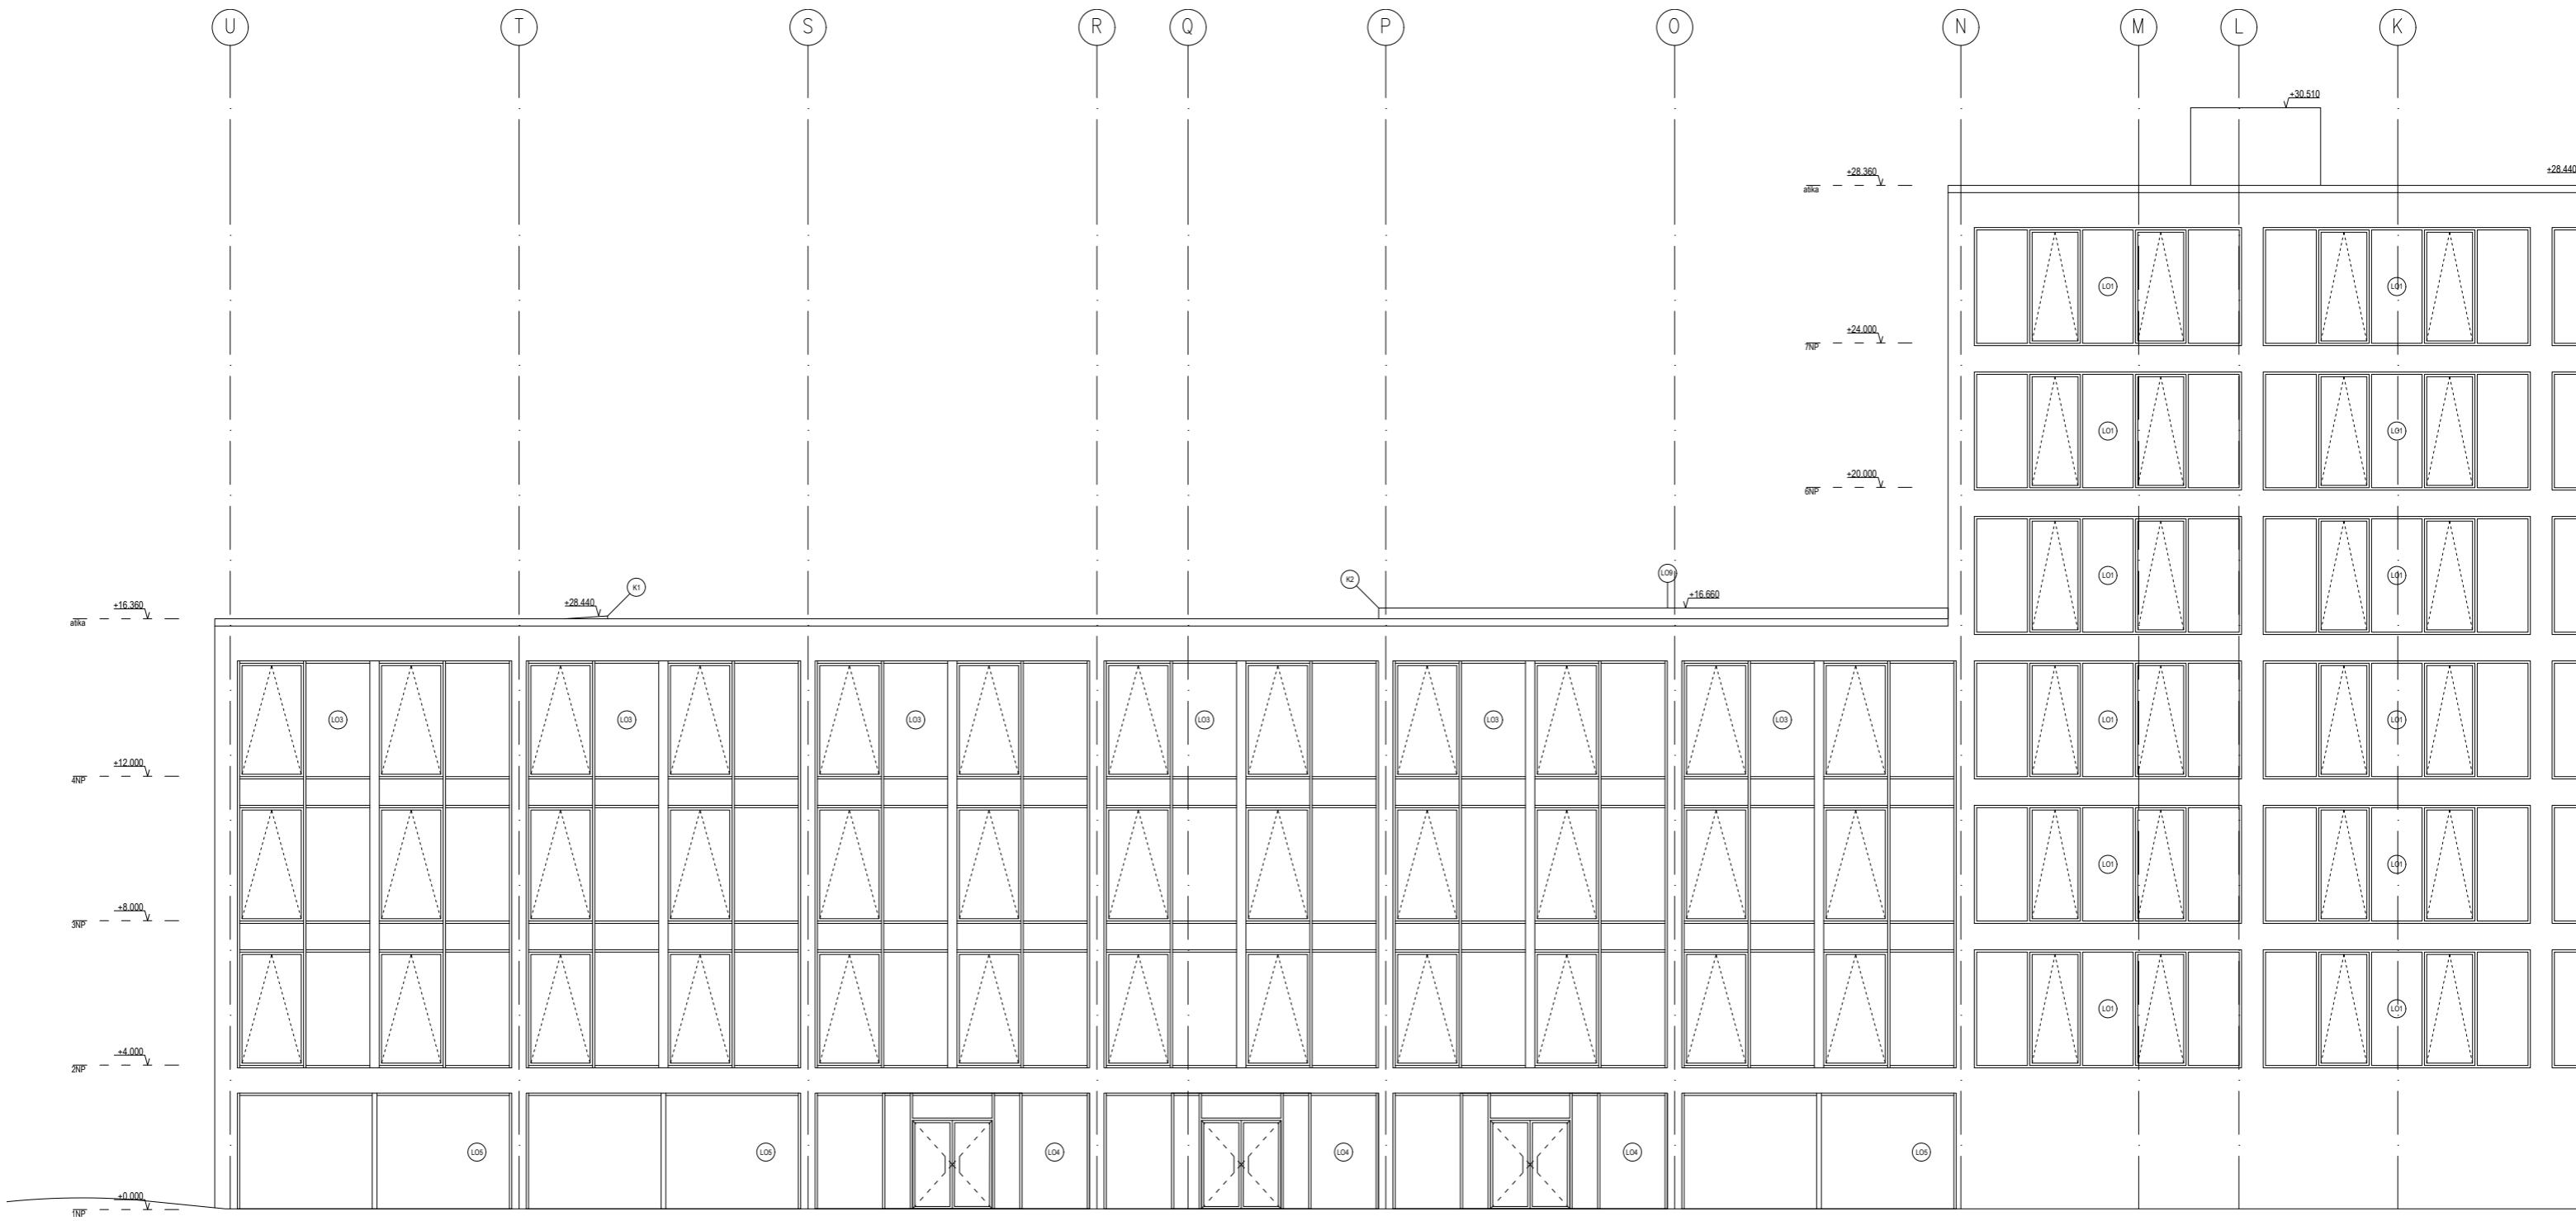 U T S R Q P O N M L K
+30.510
+28.440
+28.360
atika
LO1 LO1
+24.000
7NP
LO1 LO1
+20.000
6NP
LO1 LO1
K1 K2 LO9
+16.360
+28.440
+16.660
atika
LO3 LO3 LO3 LO3 LO3 LO3 LO1 LO1
+12.000
4NP
LO1 LO1
+8.000
3NP
LO1 LO1
+4.000
2NP
LO5 LO5 LO4 LO4 LO4 LO5
+0.000
1NP